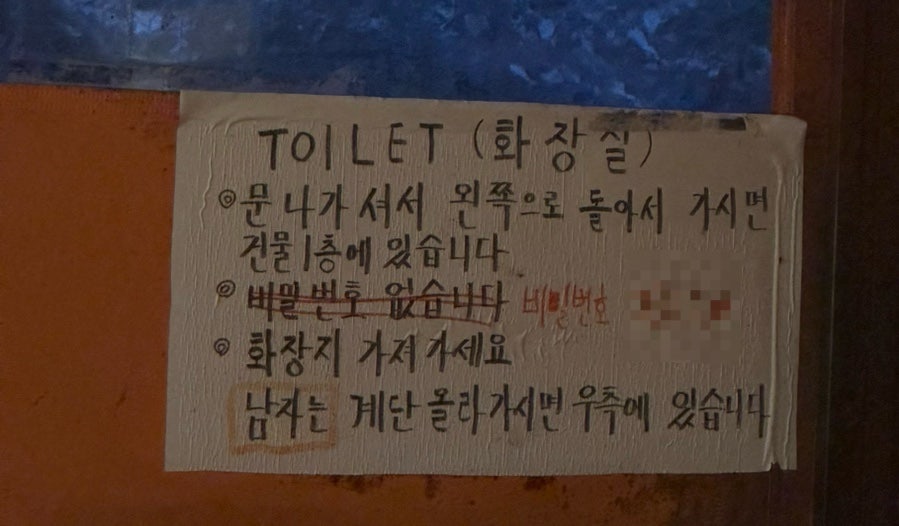 TOILET (화장실)
◎ 문 나가셔서 왼쪽으로 돌아서 가시면
건물 1층에 있습니다
◎ 비밀번호 없습니다 비밀번호
◎ 화장지 가져가세요
남자는 계단 올라가시면 우측에 있습니다